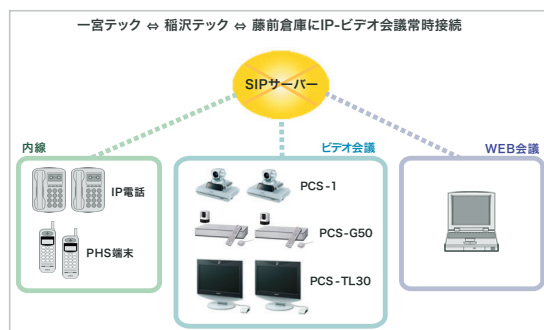 一宮テック ⇔ 稲沢テック ⇔ 藤前倉庫にIP-ビデオ会議常時接続
SIPサーバー
内線
IP電話
PHS端末
ビデオ会議
PCS-1
PCS-G50
PCS-TL30
WEB会議